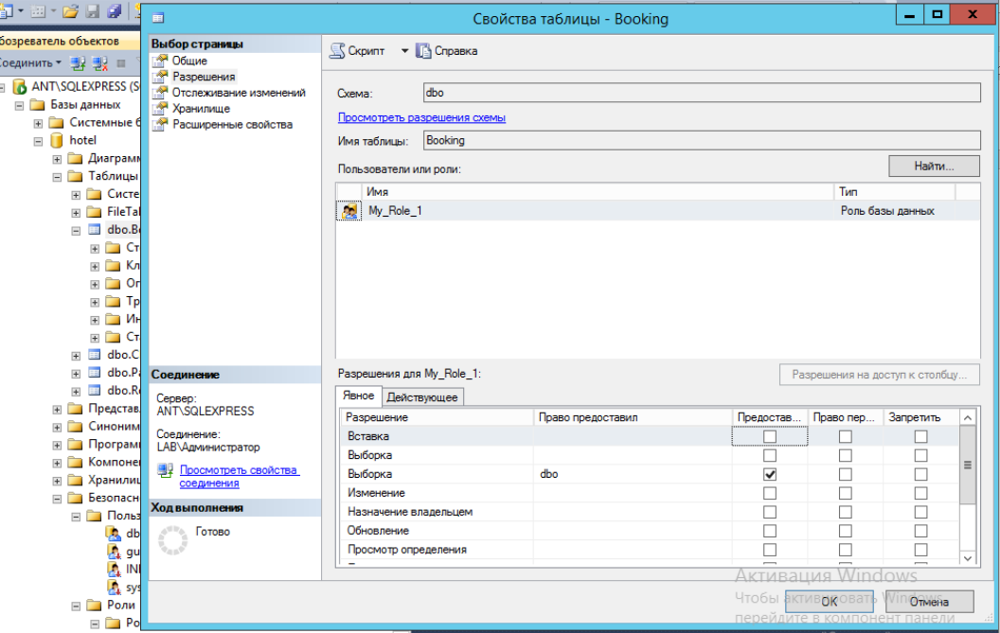 Свойства таблицы - Booking
бозреватель объектов
Соединить
ANT\SQLEXPRESS (S
Базы данных
Системные б
hotel
Диаграмм
Таблицы
Систе
FileTal
dbo.Bo
Ст
Кл
Ог
Тр
Ин
Ст
dbo.C
dbo.Pa
dbo.Ro
Представ.
Синоним
Програм
Компоне
Хранилиц
Безопасн
Польз
db
gu
INI
sys
Роли
Ро
Выбор страницы
Общие
Разрешения
Отслеживание изменений
Хранилище
Расширенные свойства
Соединение
Сервер:
ANT\SQLEXPRESS
Соединение:
LAB\Администратор
Просмотреть свойства
соединения
Ход выполнения
Готово
Скрипт
Справка
Схема: dbo
Просмотреть разрешения схемы
Имя таблицы: Booking
Пользователи или роли: Найти...
Имя Тип
My_Role_1 Роль базы данных
Разрешения для My_Role_1: Разрешения на доступ к столбцу...
Явное Действующее
Разрешение Право предоставил Предостав... Право пер... Запретить
Вставка
Выборка
Выборка dbo
Изменение
Назначение владельцем
Обновление
Просмотр определения
Активация Windows
Чтобы активировать Windows,
перейдите в компонент панели
OK Отмена